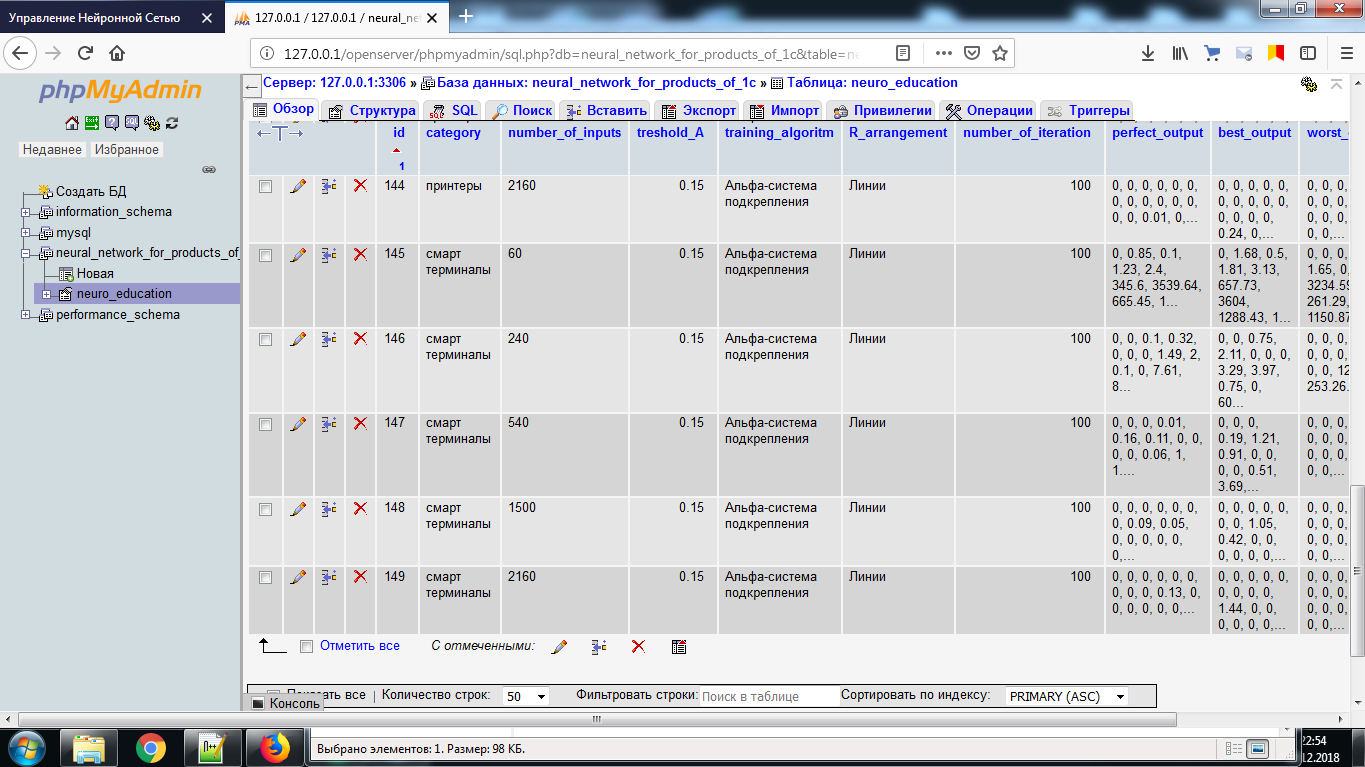 Управление Нейронной Сетью
127.0.0.1 / 127.0.0.1 / neural_ne
127.0.0.1/openserver/phpmyadmin/sql.php?db=neural_network_for_products_of_1c&table=ne
phpMyAdmin
Недавнее Избранное
Создать БД
information_schema
mysql
neural_network_for_products_of_
Новая
neuro_education
performance_schema
Сервер: 127.0.0.1:3306 » База данных: neural_network_for_products_of_1c » Таблица: neuro_education
Обзор Структура SQL Поиск Вставить Экспорт Импорт Привилегии Операции Триггеры
id category number_of_inputs treshold_A training_algoritm R_arrangement number_of_iteration perfect_output best_output worst_
1
144 принтеры 2160 0.15 Альфа-система Линии 100 0, 0, 0, 0, 0, 0, 0, 0, 0, 0, 0, 0, 0, 0,
подкрепления 0, 0, 0, 0, 0, 0, 0, 0, 0, 0, 0, 0, 0, 0,
0, 0, 0.01, 0,... 0, 0, 0, 0, 0, 0, 0,
0.24, 0,... 0, 0,...
145 смарт 60 0.15 Альфа-система Линии 100 0, 0.85, 0.1, 0, 1.68, 0.5, 0, 0, 0,
терминалы подкрепления 1.23, 2.4, 1.81, 3.13, 1.65, 0,
345.6, 3539.64, 657.73, 3234.59
665.45, 1... 3604, 261.29,
1288.43, 1... 1150.87
146 смарт 240 0.15 Альфа-система Линии 100 0, 0, 0.1, 0.32, 0, 0, 0.75, 0, 0, 0,
терминалы подкрепления 0, 0, 0, 1.49, 2, 2.11, 0, 0, 0, 0, 0, 0,
0.1, 0, 7.61, 3.29, 3.97, 0, 0, 12
8... 0.75, 0, 253.26.
60...
147 смарт 540 0.15 Альфа-система Линии 100 0, 0, 0, 0.01, 0, 0, 0, 0, 0, 0,
терминалы подкрепления 0.16, 0.11, 0, 0, 0.19, 1.21, 0, 0, 0,
0, 0, 0.06, 1, 0.91, 0, 0, 0, 0, 0,
1.... 0, 0, 0.51, 0, 0,...
3.69,...
148 смарт 1500 0.15 Альфа-система Линии 100 0, 0, 0, 0, 0, 0, 0, 0, 0, 0, 0, 0, 0, 0,
терминалы подкрепления 0, 0.09, 0.05, 0, 0, 1.05, 0, 0, 0,
0, 0, 0, 0, 0, 0.42, 0, 0, 0, 0, 0,
0,... 0, 0, 0, 0,... 0, 0,...
149 смарт 2160 0.15 Альфа-система Линии 100 0, 0, 0, 0, 0, 0, 0, 0, 0, 0, 0, 0, 0, 0,
терминалы подкрепления 0, 0, 0, 0.13, 0, 0, 0, 0, 0, 0, 0, 0, 0,
0, 0, 0, 0, 0,... 1.44, 0, 0, 0, 0, 0,
0, 0, 0, 0,... 0, 0,...
Отметить все С отмеченными:
Показать все Количество строк: 50 Фильтровать строки: Поиск в таблице Сортировать по индексу: PRIMARY (ASC)
Консоль
Выбрано элементов: 1. Размер: 98 КБ.
22:54
.12.2018